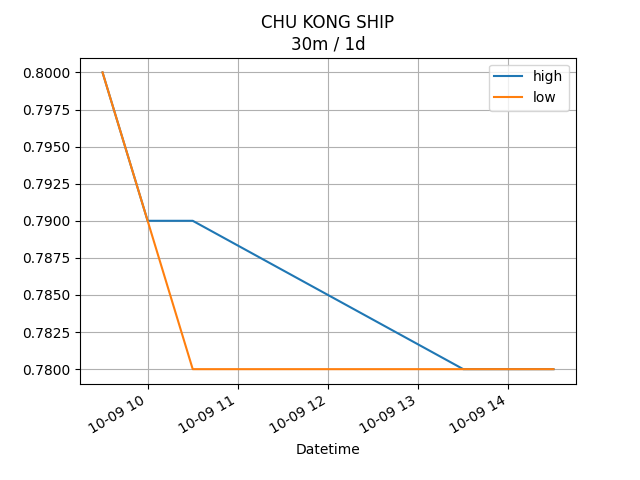 CHU KONG SHIP
30m / 1d
high
low
0.8000
0.7975
0.7950
0.7925
0.7900
0.7875
0.7850
0.7825
0.7800
10-09 10
10-09 11
10-09 12
10-09 13
10-09 14
Datetime